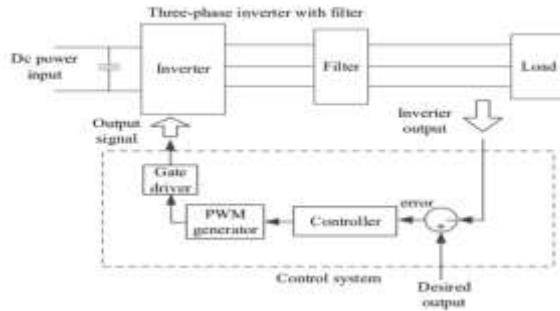 Three-phase inverter with filter
Dc power
input
Inverter
Filter
Load
Output
signal
Inverter
output
Gate
driver
PWM
generator
Controller
error
Control system
Desired
output